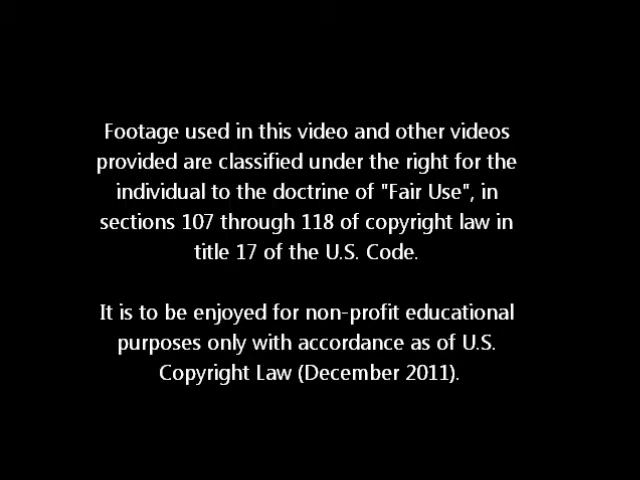 Footage used in this video and other videos
provided are classified under the right for the
individual to the doctrine of "Fair Use", in
sections 107 through 118 of copyright law in
title 17 of the U.S. Code.
It is to be enjoyed for non-profit educational
purposes only with accordance as of U.S.
Copyright Law (December 2011).